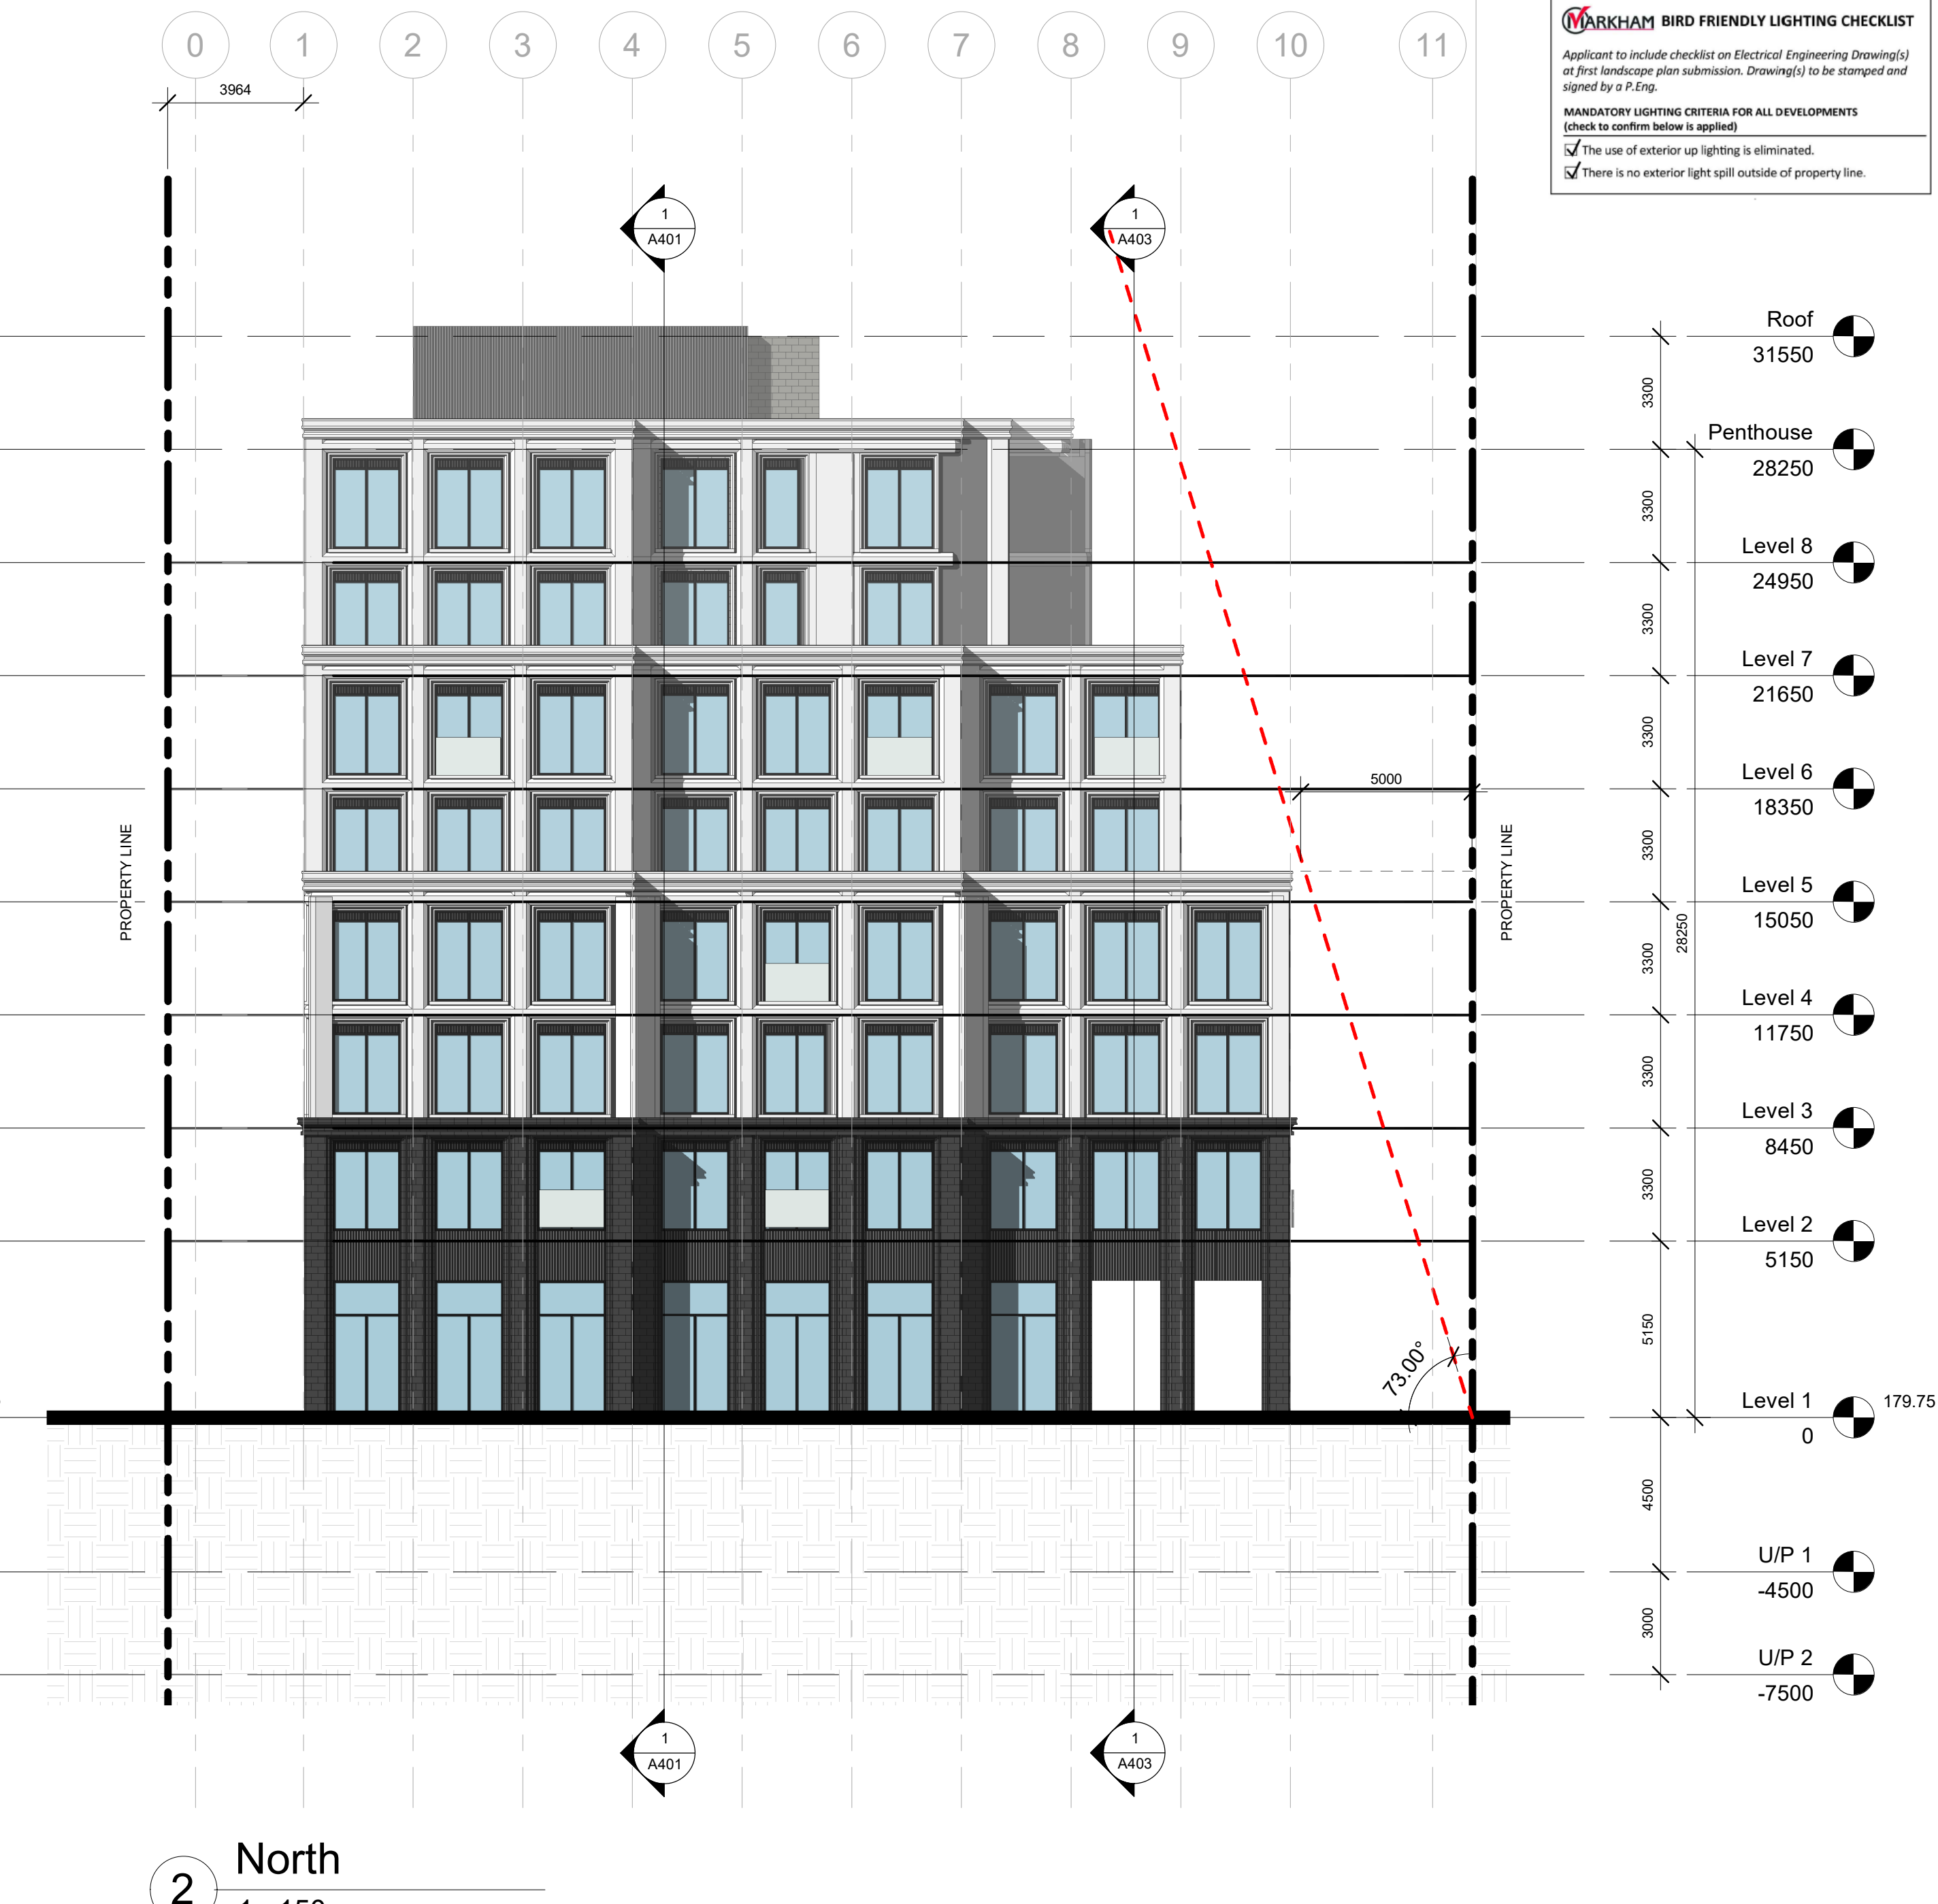 0 1 2 3 4 5 6 7 8 9 10 11
MARKHAM BIRD FRIENDLY LIGHTING CHECKLIST
Applicant to include checklist on Electrical Engineering Drawing(s)
at first landscape plan submission. Drawing(s) to be stamped and
signed by a P.Eng.
MANDATORY LIGHTING CRITERIA FOR ALL DEVELOPMENTS
(check to confirm below is applied)
The use of exterior up lighting is eliminated.
There is no exterior light spill outside of property line.
3964
1
A401
1
A403
Roof
31550
3300
Penthouse
28250
3300
Level 8
24950
3300
Level 7
21650
3300
Level 6
18350
5000
3300
PROPERTY LINE
PROPERTY LINE
Level 5
15050
28250
3300
Level 4
11750
3300
Level 3
8450
3300
Level 2
5150
5150
73.00°
Level 1
179.75
0
4500
U/P 1
-4500
3000
U/P 2
-7500
1
A401
1
A403
2
North